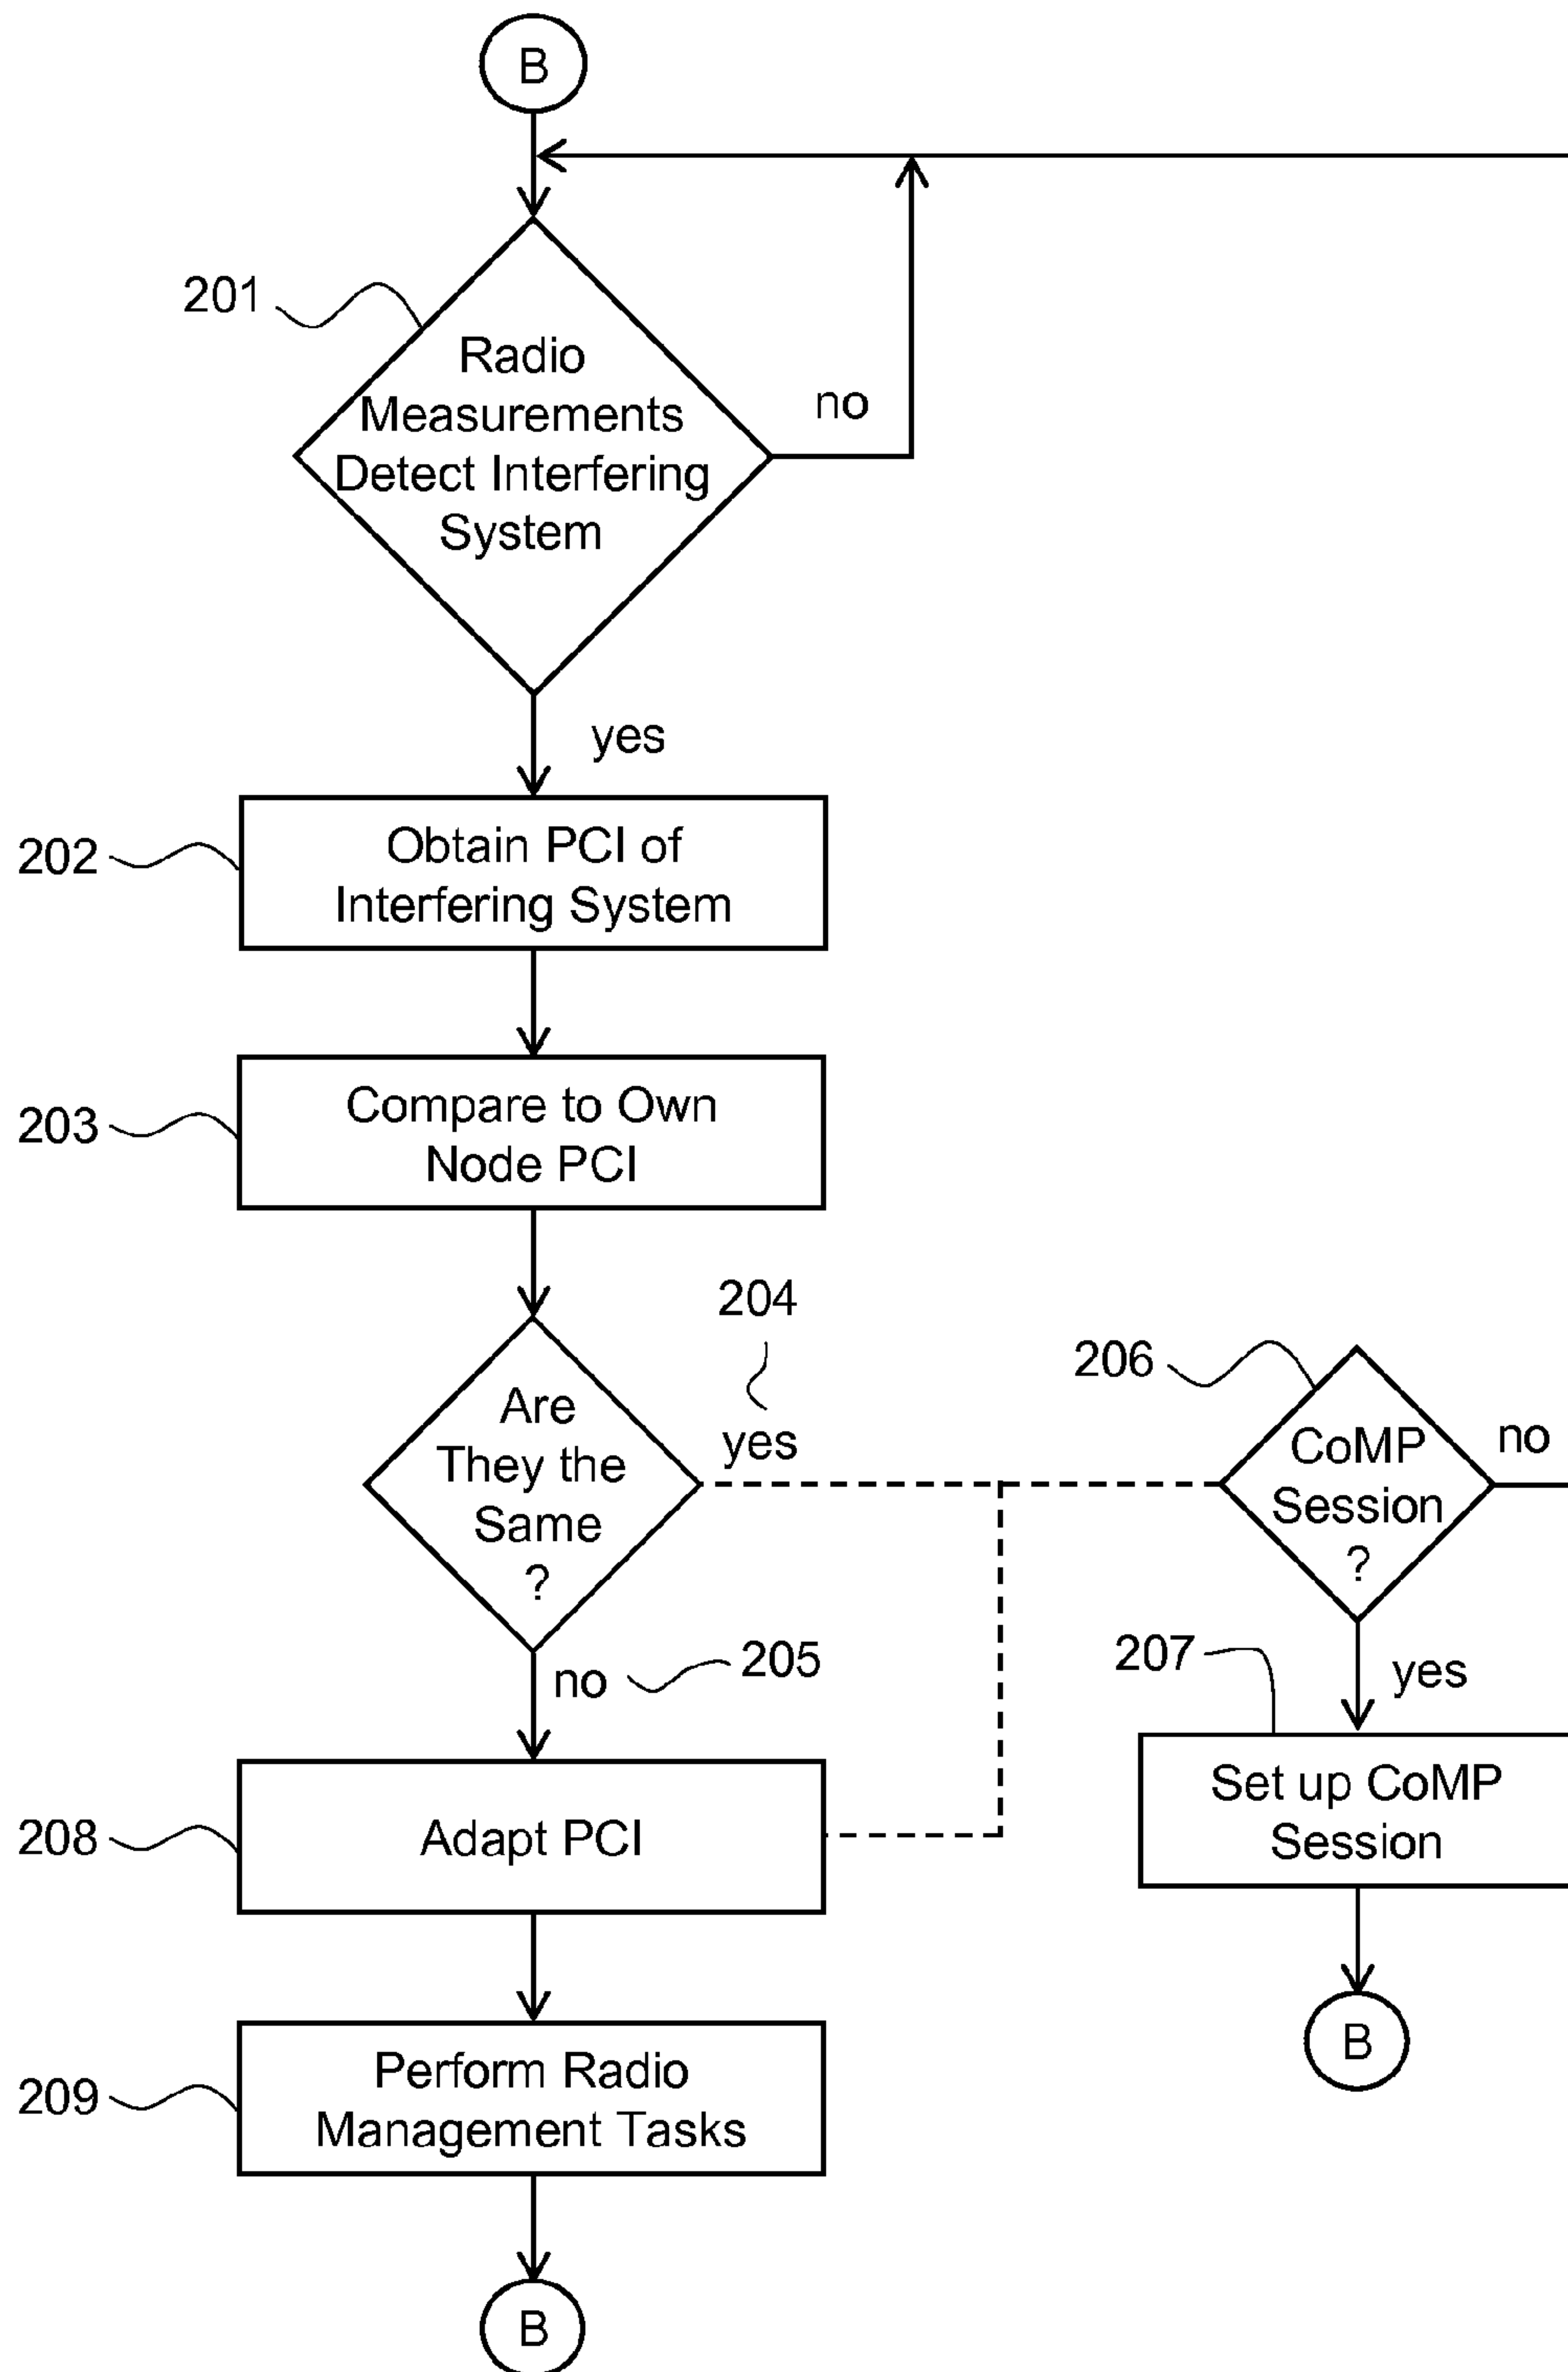 B
201
Radio
Measurements
Detect Interfering
System
no
yes
202
Obtain PCI of
Interfering System
203
Compare to Own
Node PCI
204
yes
Are
They the
Same
?
no
205
206
CoMP
Session
?
no
yes
207
Set up CoMP
Session
B
208
Adapt PCI
209
Perform Radio
Management Tasks
B